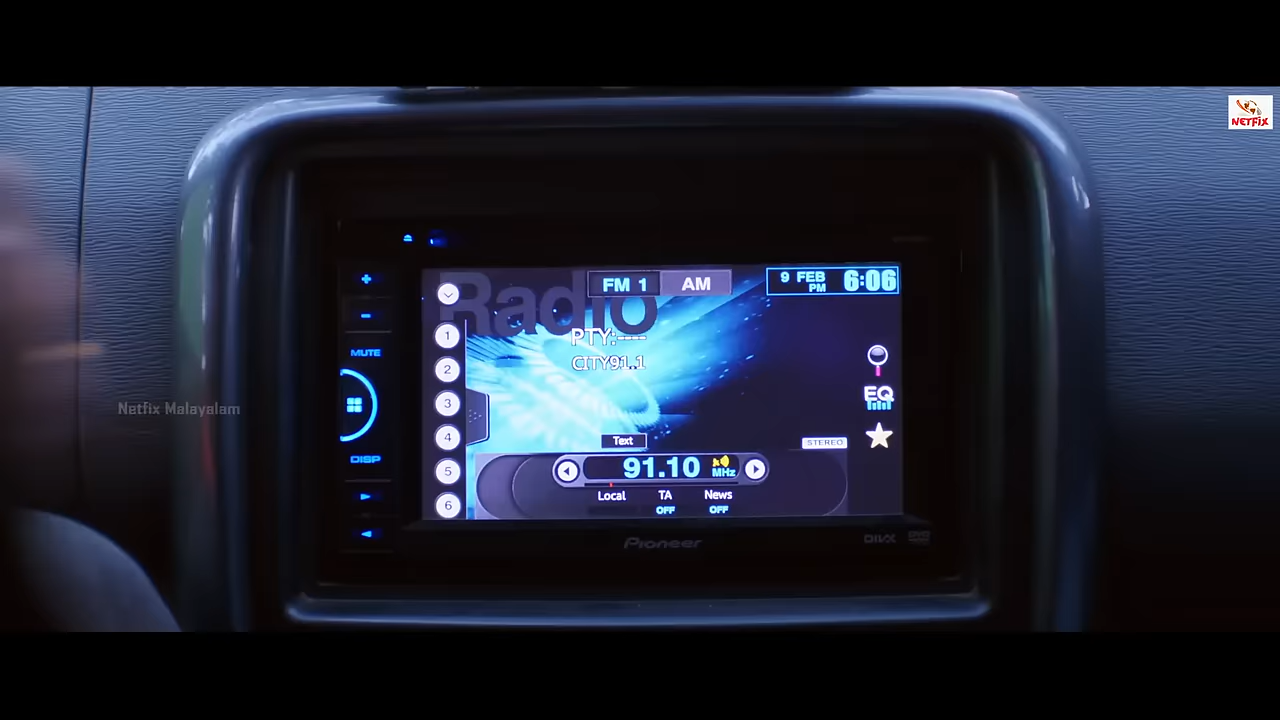 NETFiX
Radio
FM 1
AM
9 FEB
PM
6:06
PTY:----
CITY91.1
1
2
3
4
5
6
MUTE
DISP
EQ
Netfix Malayalam
Text
STEREO
91.10
MHz
Local
TA
News
OFF
OFF
Pioneer
DIVX